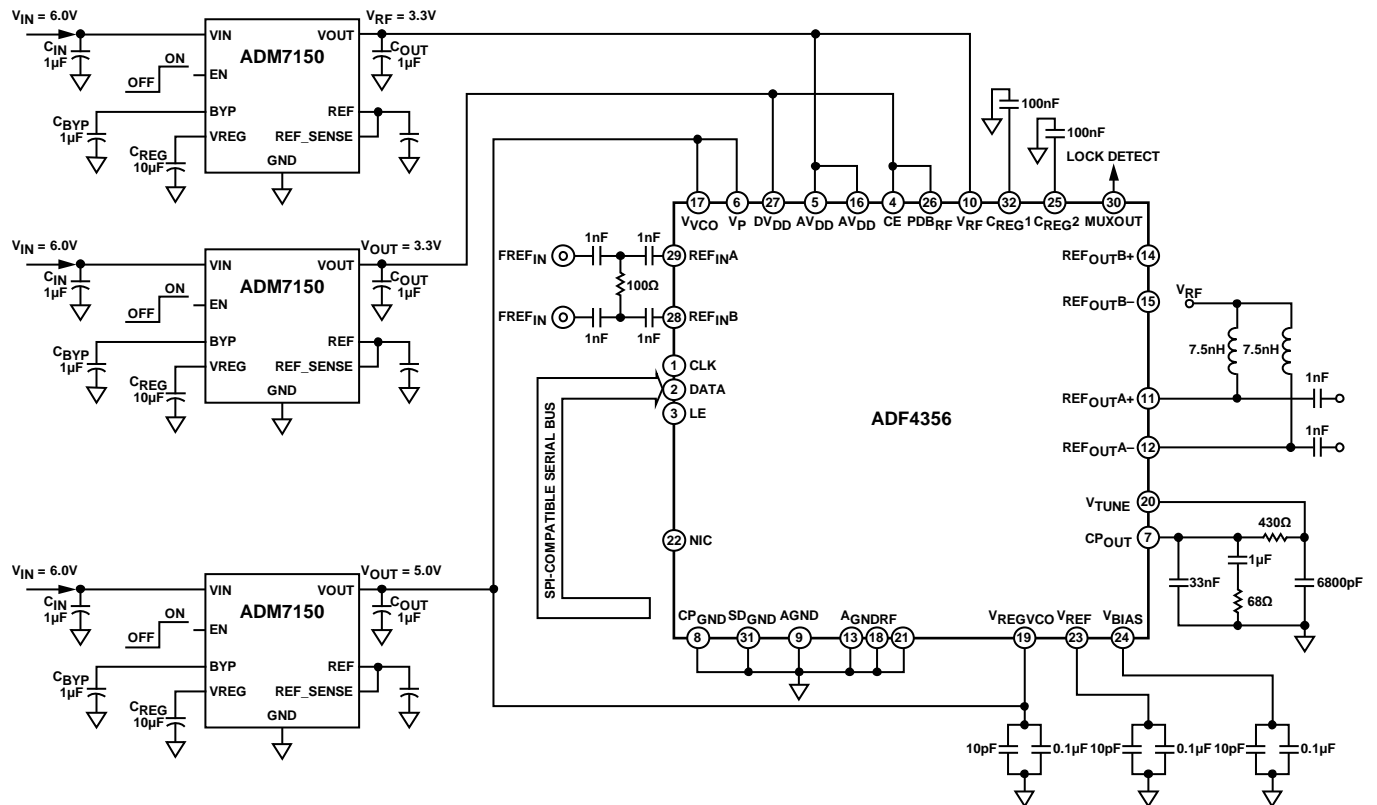 VIN = 6.0V
CIN
1µF
ON
OFF
CBYP
1µF
CREG
10µF
VIN
VOUT
ADM7150
EN
BYP
REF
VREG
REF_SENSE
GND
VRF = 3.3V
COUT
1µF
VIN = 6.0V
CIN
1µF
ON
OFF
CBYP
1µF
CREG
10µF
VIN
VOUT
ADM7150
EN
BYP
REF
VREG
REF_SENSE
GND
VOUT = 3.3V
COUT
1µF
VIN = 6.0V
CIN
1µF
ON
OFF
CBYP
1µF
CREG
10µF
VIN
VOUT
ADM7150
EN
BYP
REF
VREG
REF_SENSE
GND
VOUT = 5.0V
COUT
1µF
100nF
100nF
LOCK DETECT
17 6 27 5 16 4 26 10 32 25 30
VVCO VP DVDD AVDD AVDD CE PDBRF VRF CREG1 CREG2 MUXOUT
FREFIN
1nF 1nF
29 REFINA
100Ω
FREFIN
28 REFINB
1nF 1nF
1 CLK
2 DATA
3 LE
SPI-COMPATIBLE SERIAL BUS
22 NIC
ADF4356
REFOUTB+ 14
REFOUTB– 15
VRF
7.5nH 7.5nH
REFOUTA+ 11
1nF
REFOUTA– 12
1nF
VTUNE 20
430Ω
CPOUT 7
1µF
33nF
68Ω
6800pF
CPGND SDGND AGND AGNDRF VREGVCO VREF VBIAS
8 31 9 13 18 21 19 23 24
10pF 0.1µF 10pF 0.1µF 10pF 0.1µF